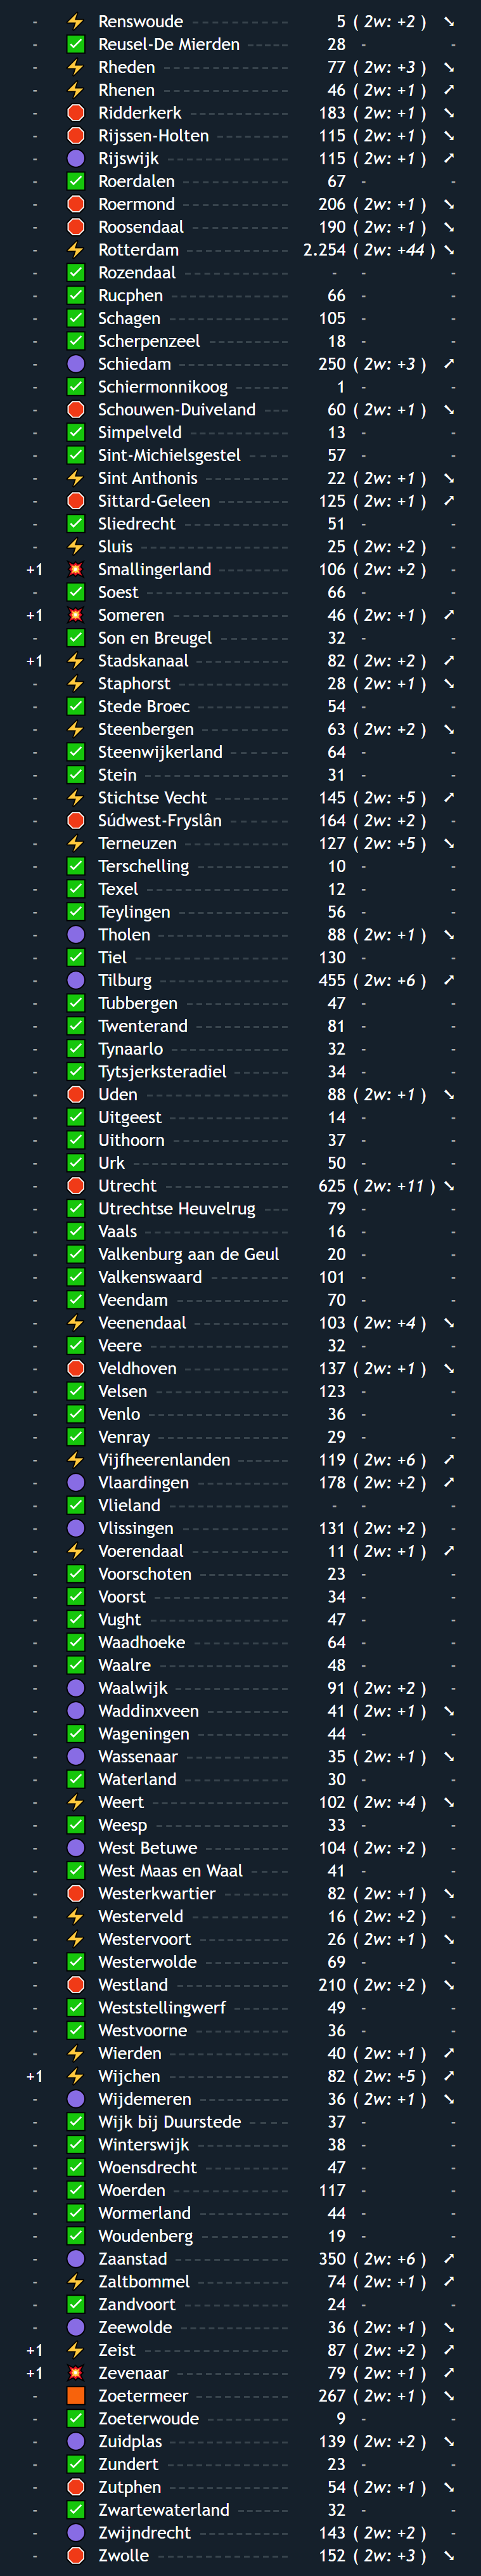 - ⚡ Renswoude ------------ 5 ( 2w: +2 ) ➘
- ✅ Reusel-De Mierden ------ 28 - -
- ⚡ Rheden --------------- 77 ( 2w: +3 ) ➘
- ⚡ Rhenen --------------- 46 ( 2w: +1 ) ➚
- 🛑 Ridderkerk ------------ 183 ( 2w: +1 ) ➘
- 🛑 Rijssen-Holten --------- 115 ( 2w: +1 ) ➘
- 🟣 Rijswijk -------------- 115 ( 2w: +1 ) ➚
- ✅ Roerdalen ------------ 67 - -
- 🛑 Roermond ------------ 206 ( 2w: +1 ) ➘
- 🛑 Roosendaal ----------- 190 ( 2w: +1 ) ➘
- ⚡ Rotterdam ------------ 2.254 ( 2w: +44 ) ➘
- ✅ Rozendaal ------------ - - -
- ✅ Rucphen -------------- 66 - -
- ✅ Schagen -------------- 105 - -
- ✅ Scherpenzeel ---------- 18 - -
- 🟣 Schiedam ------------- 250 ( 2w: +3 ) ➚
- ✅ Schiermonnikoog ------- 1 - -
- 🛑 Schouwen-Duiveland ---- 60 ( 2w: +1 ) ➘
- ✅ Simpelveld ------------ 13 - -
- ✅ Sint-Michielsgestel ----- 57 - -
- ⚡ Sint Anthonis ---------- 22 ( 2w: +1 ) ➘
- 🛑 Sittard-Geleen --------- 125 ( 2w: +1 ) ➚
- ✅ Sliedrecht ------------ 51 - -
- ⚡ Sluis ----------------- 25 ( 2w: +2 ) -
+1 💥 Smallingerland -------- 106 ( 2w: +2 ) -
- ✅ Soest ---------------- 66 - -
+1 💥 Someren -------------- 46 ( 2w: +1 ) ➚
- ✅ Son en Breugel -------- 32 - -
+1 ⚡ Stadskanaal ----------- 82 ( 2w: +2 ) ➚
- ⚡ Staphorst ------------- 28 ( 2w: +1 ) ➘
- ✅ Stede Broec ----------- 54 - -
- ⚡ Steenbergen ---------- 63 ( 2w: +2 ) ➘
- ✅ Steenwijkerland ------- 64 - -
- ✅ Stein ----------------- 31 - -
- ⚡ Stichtse Vecht --------- 145 ( 2w: +5 ) ➚
- 🛑 Súdwest-Fryslân ------- 164 ( 2w: +2 ) -
- ⚡ Terneuzen ------------ 127 ( 2w: +5 ) ➘
- ✅ Terschelling ----------- 10 - -
- ✅ Texel ---------------- 12 - -
- ✅ Teylingen ------------- 56 - -
- 🟣 Tholen --------------- 88 ( 2w: +1 ) ➘
- ✅ Tiel ------------------ 130 - -
- 🟣 Tilburg --------------- 455 ( 2w: +6 ) ➚
- ✅ Tubbergen ------------ 47 - -
- ✅ Twenterand ----------- 81 - -
- ✅ Tynaarlo -------------- 32 - -
- ✅ Tytsjerksteradiel ------ 34 - -
- 🛑 Uden ---------------- 88 ( 2w: +1 ) ➘
- ✅ Uitgeest -------------- 14 - -
- ✅ Uithoorn -------------- 37 - -
- ✅ Urk ------------------ 50 - -
- 🛑 Utrecht --------------- 625 ( 2w: +11 ) ➘
- ✅ Utrechtse Heuvelrug --- 79 - -
- ✅ Vaals ---------------- 16 - -
- ✅ Valkenburg aan de Geul 20 - -
- ✅ Valkenswaard --------- 101 - -
- ✅ Veendam ------------- 70 - -
- ⚡ Veenendaal ----------- 103 ( 2w: +4 ) ➘
- ✅ Veere ---------------- 32 - -
- 🛑 Veldhoven ------------ 137 ( 2w: +1 ) ➘
- ✅ Velsen --------------- 123 - -
- ✅ Venlo ---------------- 36 - -
- ✅ Venray --------------- 29 - -
- ⚡ Vijfheerenlanden ------ 119 ( 2w: +6 ) ➚
- 🟣 Vlaardingen ----------- 178 ( 2w: +2 ) ➚
- ✅ Vlieland -------------- - - -
- 🟣 Vlissingen ------------ 131 ( 2w: +2 ) -
- ⚡ Voerendaal ----------- 11 ( 2w: +1 ) ➚
- ✅ Voorschoten ---------- 23 - -
- ✅ Voorst --------------- 34 - -
- ✅ Vught ---------------- 47 - -
- ✅ Waadhoeke ----------- 64 - -
- ✅ Waalre --------------- 48 - -
- 🟣 Waalwijk ------------- 91 ( 2w: +2 ) -
- 🟣 Waddinxveen --------- 41 ( 2w: +1 ) ➘
- ✅ Wageningen ---------- 44 - -
- 🟣 Wassenaar ----------- 35 ( 2w: +1 ) ➘
- ✅ Waterland ------------ 30 - -
- ⚡ Weert ---------------- 102 ( 2w: +4 ) ➘
- ✅ Weesp --------------- 33 - -
- 🟣 West Betuwe --------- 104 ( 2w: +2 ) -
- ✅ West Maas en Waal ---- 41 - -
- 🛑 Westerkwartier -------- 82 ( 2w: +1 ) ➘
- ⚡ Westerveld ----------- 16 ( 2w: +2 ) -
- ⚡ Westervoort ---------- 26 ( 2w: +1 ) ➘
- ✅ Westerwolde ---------- 69 - -
- 🛑 Westland ------------- 210 ( 2w: +2 ) ➘
- ✅ Weststellingwerf ------ 49 - -
- ✅ Westvoorne ----------- 36 - -
- ⚡ Wierden -------------- 40 ( 2w: +1 ) ➚
+1 ⚡ Wijchen -------------- 82 ( 2w: +5 ) ➚
- 🟣 Wijdemeren ---------- 36 ( 2w: +1 ) ➘
- ✅ Wijk bij Duurstede ---- 37 - -
- ✅ Winterswijk ----------- 38 - -
- ✅ Woensdrecht --------- 47 - -
- ✅ Woerden ------------- 117 - -
- ✅ Wormerland ---------- 44 - -
- ✅ Woudenberg ---------- 19 - -
- 🟣 Zaanstad ------------- 350 ( 2w: +6 ) ➚
- ⚡ Zaltbommel ---------- 74 ( 2w: +1 ) ➚
- ✅ Zandvoort ------------ 24 - -
- 🟣 Zeewolde ------------ 36 ( 2w: +1 ) ➘
+1 ⚡ Zeist ----------------- 87 ( 2w: +2 ) ➚
+1 💥 Zevenaar ------------- 79 ( 2w: +1 ) ➚
- 🟧 Zoetermeer ----------- 267 ( 2w: +1 ) ➘
- ✅ Zoeterwoude ---------- 9 - -
- 🟣 Zuidplas -------------- 139 ( 2w: +2 ) ➘
- ✅ Zundert -------------- 23 - -
- 🛑 Zutphen -------------- 54 ( 2w: +1 ) ➘
- ✅ Zwartewaterland ------ 32 - -
- 🟣 Zwijndrecht ----------- 143 ( 2w: +2 ) -
- 🛑 Zwolle ---------------- 152 ( 2w: +3 ) ➘